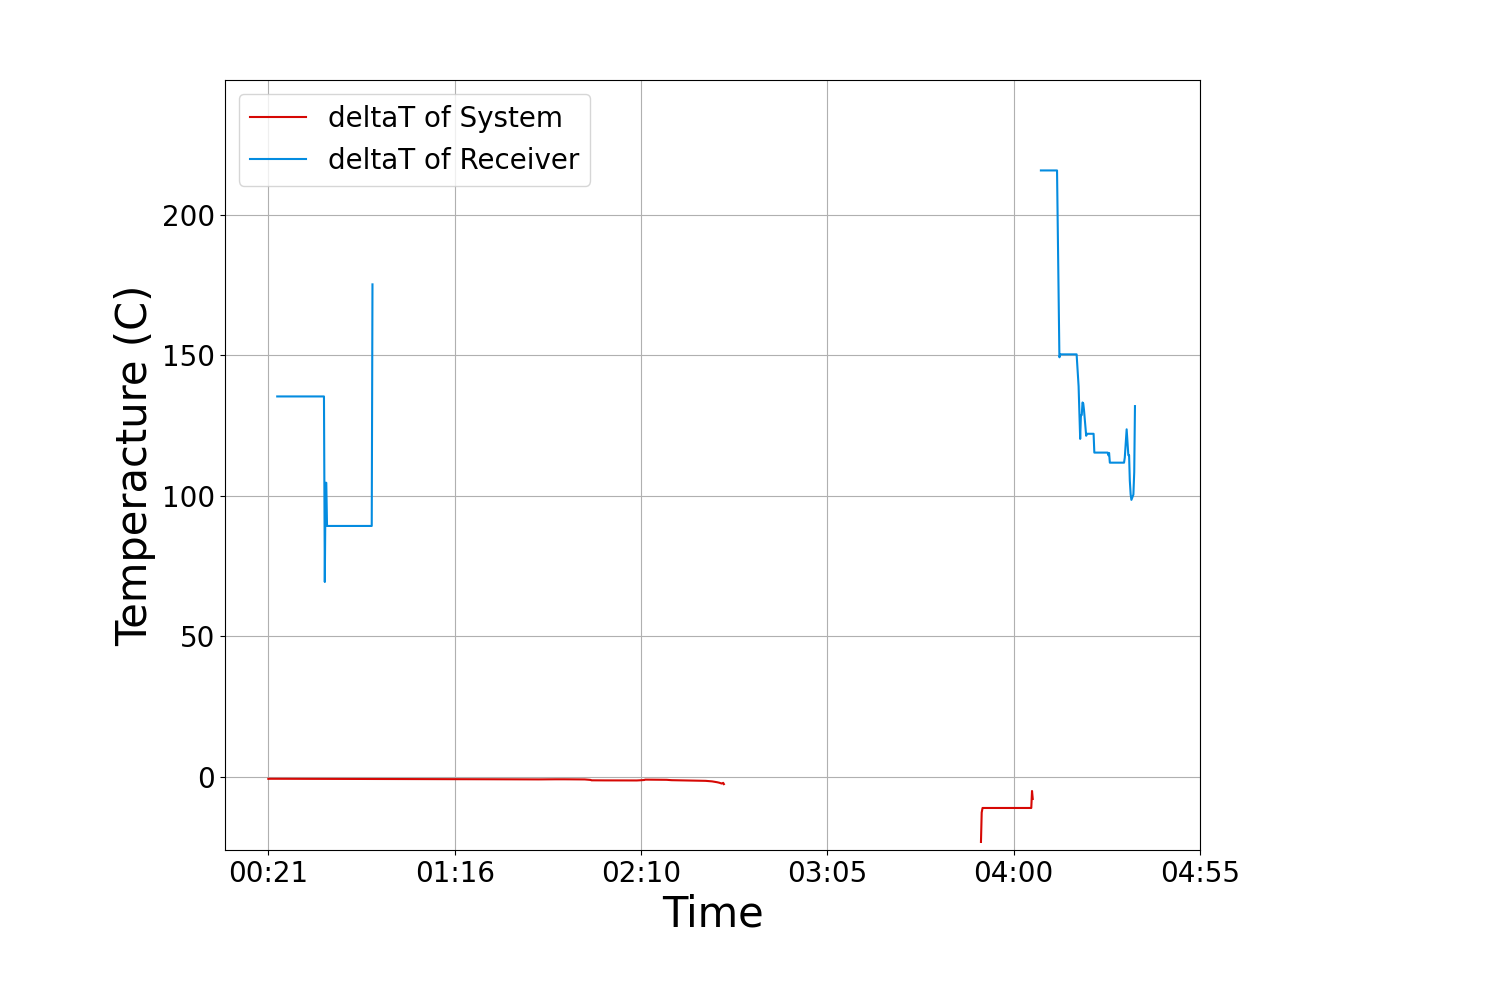 deltaT of System
deltaT of Receiver
200
150
100
50
0
Temperacture (C)
00:21 01:16 02:10 03:05 04:00 04:55
Time